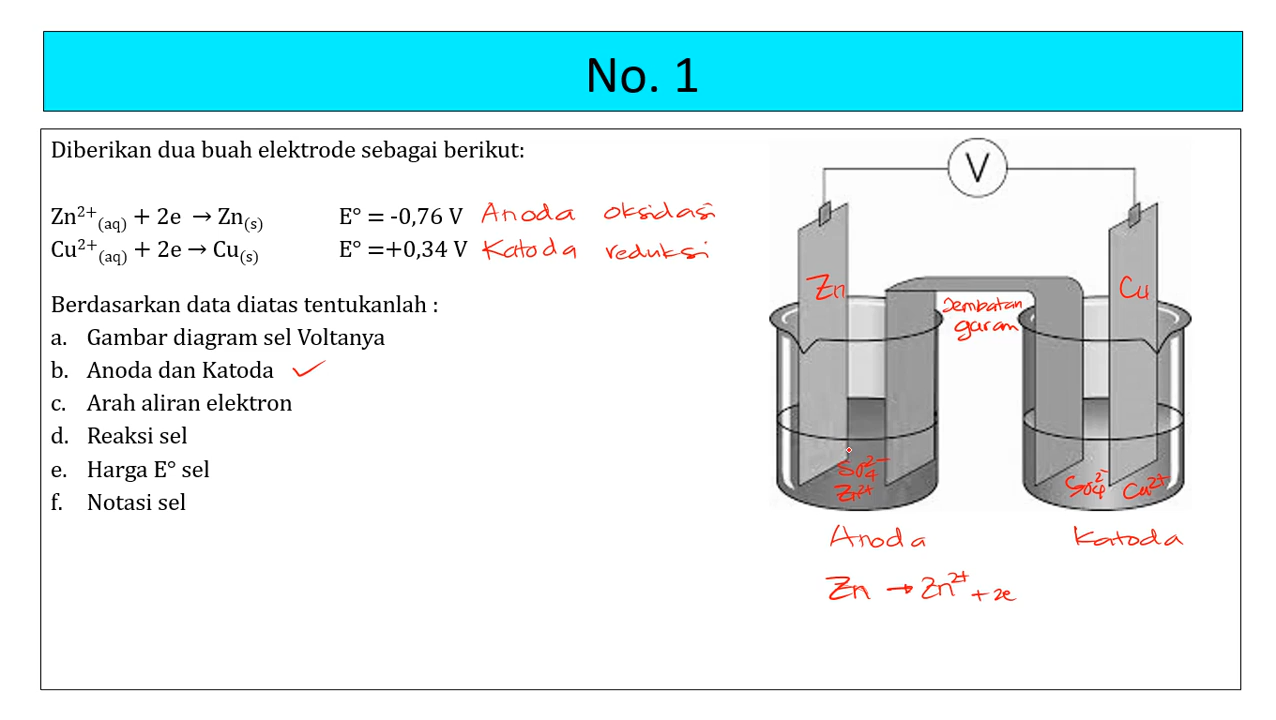 No. 1
Diberikan dua buah elektrode sebagai berikut:
Zn²⁺(aq) + 2e → Zn(s) E° = -0,76 V Anoda oksidasi
Cu²⁺(aq) + 2e → Cu(s) E° =+0,34 V Katoda reduksi
Berdasarkan data diatas tentukanlah :
a. Gambar diagram sel Voltanya
b. Anoda dan Katoda ✓
c. Arah aliran elektron
d. Reaksi sel
e. Harga E° sel
f. Notasi sel
V
Zn
Cu
Jembatan
garam
SO₄²⁻
Zn²⁺
SO₄²⁻ Cu²⁺
Anoda
Katoda
Zn → Zn²⁺ + 2e